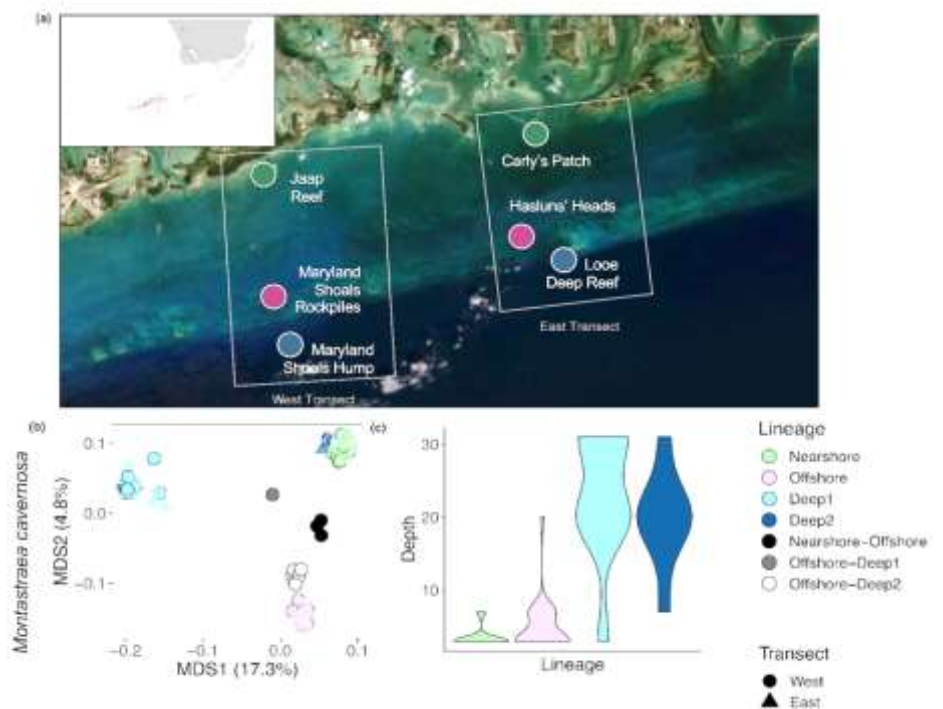 (a)
Carly's Patch
Jaap
Reef
Hasluns' Heads
Maryland
Shoals
Rockpiles
Looe
Deep Reef
Maryland
Shoals Hump
East Transect
West Transect
(b)
(c)
Montastraea cavernosa
MDS2 (4.8%)
0.1
0.0
−0.1
−0.2
−0.1
0.0
0.1
MDS1 (17.3%)
Depth
30
20
10
Lineage
Lineage
Nearshore
Offshore
Deep1
Deep2
Nearshore−Offshore
Offshore−Deep1
Offshore−Deep2
Transect
West
East